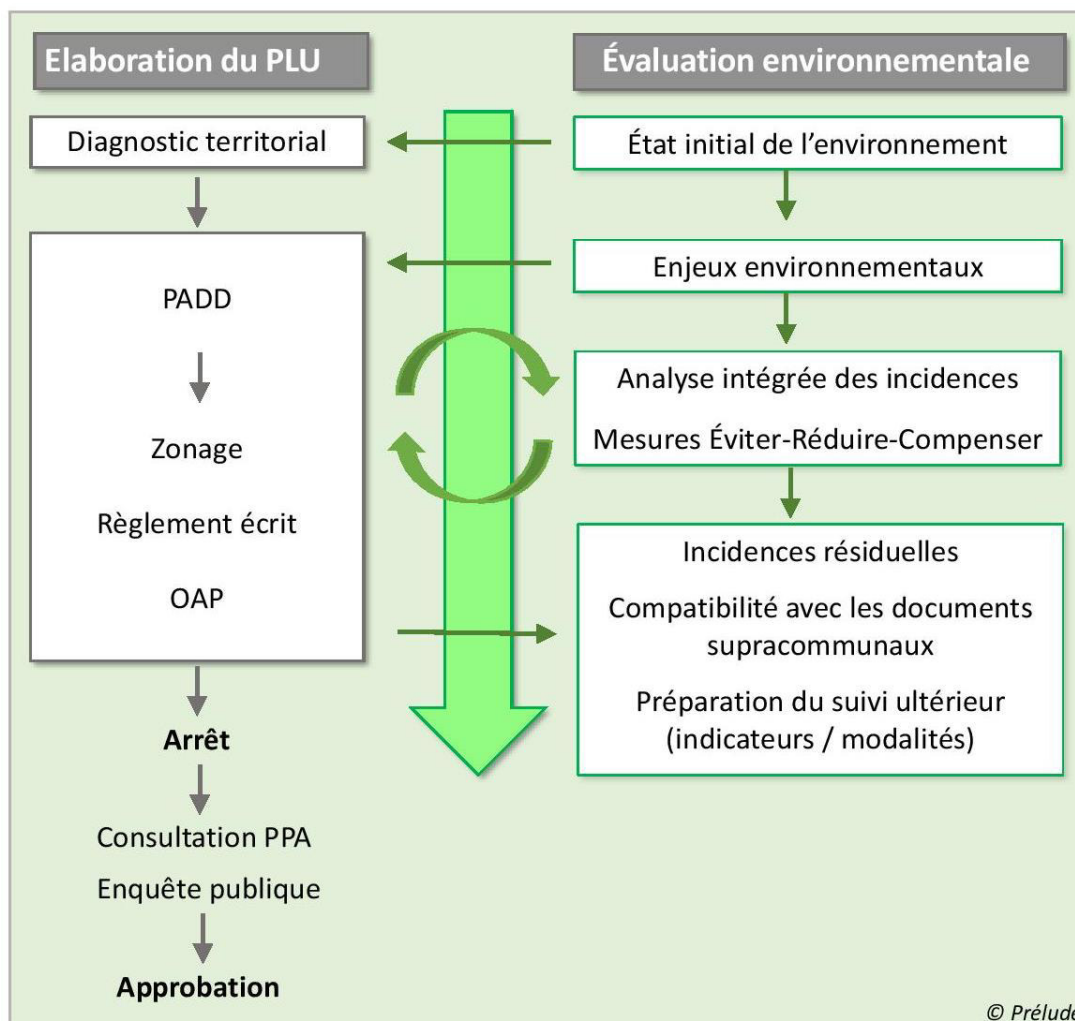 Elaboration du PLU
Diagnostic territorial
PADD
Zonage
Règlement écrit
OAP
Arrêt
Consultation PPA
Enquête publique
Approbation
Évaluation environnementale
État initial de l’environnement
Enjeux environnementaux
Analyse intégrée des incidences
Mesures Éviter-Réduire-Compenser
Incidences résiduelles
Compatibilité avec les documents
supracommunaux
Préparation du suivi ultérieur
(indicateurs / modalités)
© Prélude